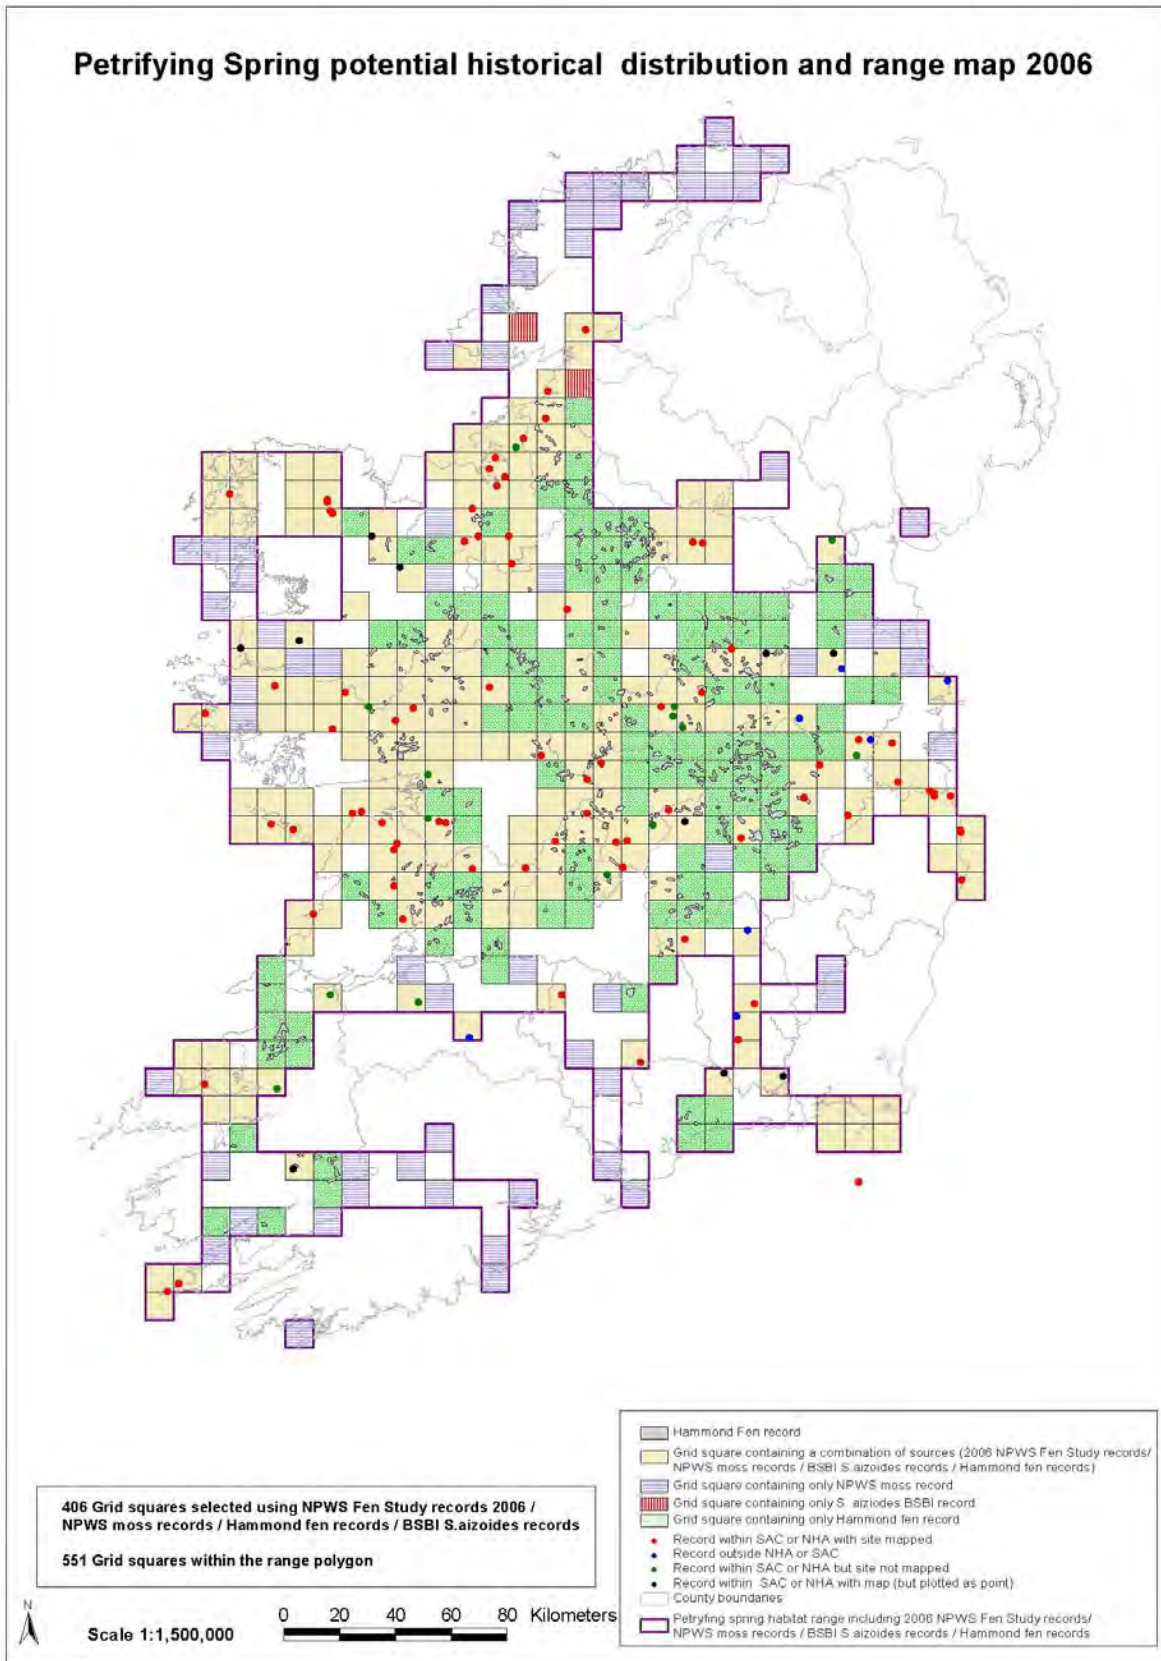 Petrifying Spring potential historical distribution and range map 2006
Hammond Fen record
Grid square containing a combination of sources (2006 NPWS Fen Study records/
NPWS moss records / BSBI S.aizoides records / Hammond fen records)
Grid square containing only NPWS moss record
Grid square containing only S. aiziodes BSBI record
Grid square containing only Hammond fen record
Record within SAC or NHA with site mapped
Record outside NHA or SAC
Record within SAC or NHA but site not mapped
Record within SAC or NHA with map (but plotted as point)
County boundaries
Petryfing spring habitat range including 2006 NPWS Fen Study records/
NPWS moss records / BSBI S.aizoides records / Hammond fen records
406 Grid squares selected using NPWS Fen Study records 2006 /
NPWS moss records / Hammond fen records / BSBI S.aizoides records
551 Grid squares within the range polygon
N
Scale 1:1,500,000
0 20 40 60 80 Kilometers